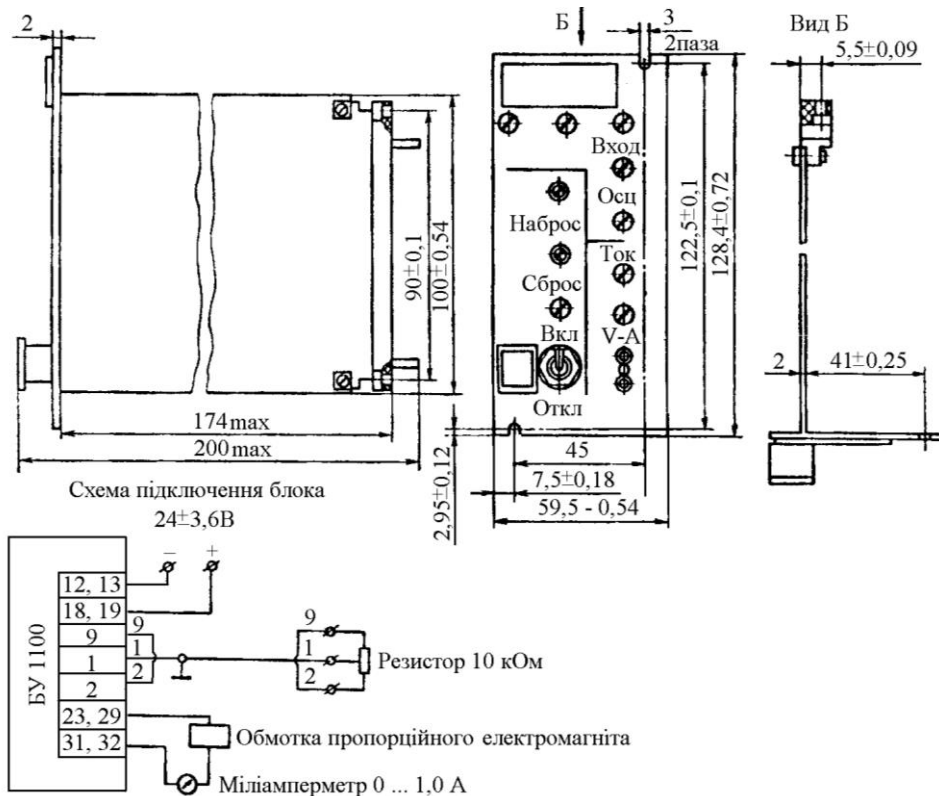 2
Б
3
2паза
Вид Б
5,5±0,09
Вход
Осц
Наброс
Ток
Сброс
Вкл
V-А
Откл
90±0,1
100±0,54
122,5±0,1
128,4±0,72
2
41±0,25
174max
200max
2,95±0,12
45
7,5±0,18
59,5 - 0,54
Схема підключення блока
24±3,6В
– +
БУ 1100
12, 13
18, 19
9
1
2
23, 29
31, 32
9
1
2
9
1
2
Резистор 10 кОм
Обмотка пропорційного електромагніта
Міліамперметр 0 ... 1,0 А